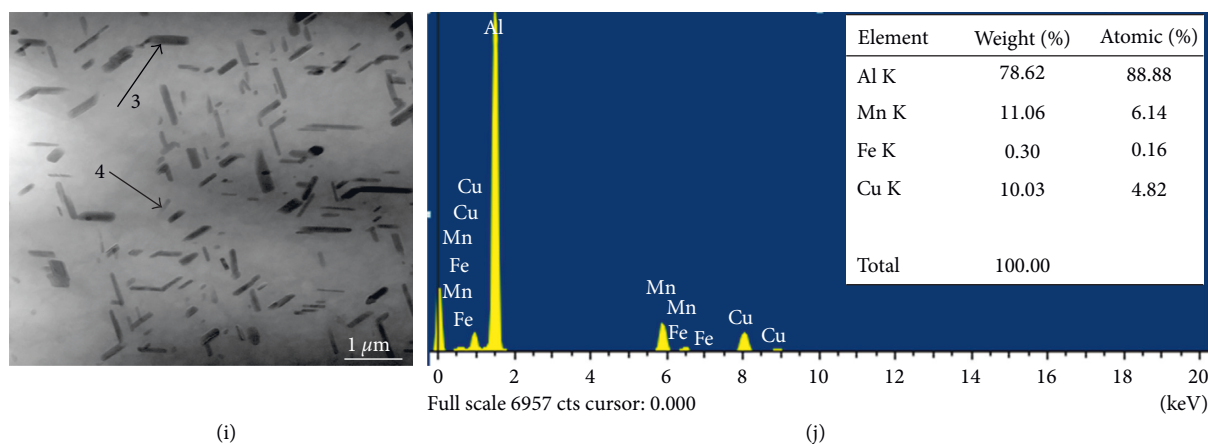 3
4
1 μm
(i)
Al
Cu
Cu
Mn
Fe
Mn
Fe
Mn
Mn
Fe
Fe
Cu
Cu
Element Weight (%) Atomic (%)
Al K 78.62 88.88
Mn K 11.06 6.14
Fe K 0.30 0.16
Cu K 10.03 4.82
Total 100.00
0 2 4 6 8 10 12 14 16 18 20
Full scale 6957 cts cursor: 0.000 (keV)
(j)